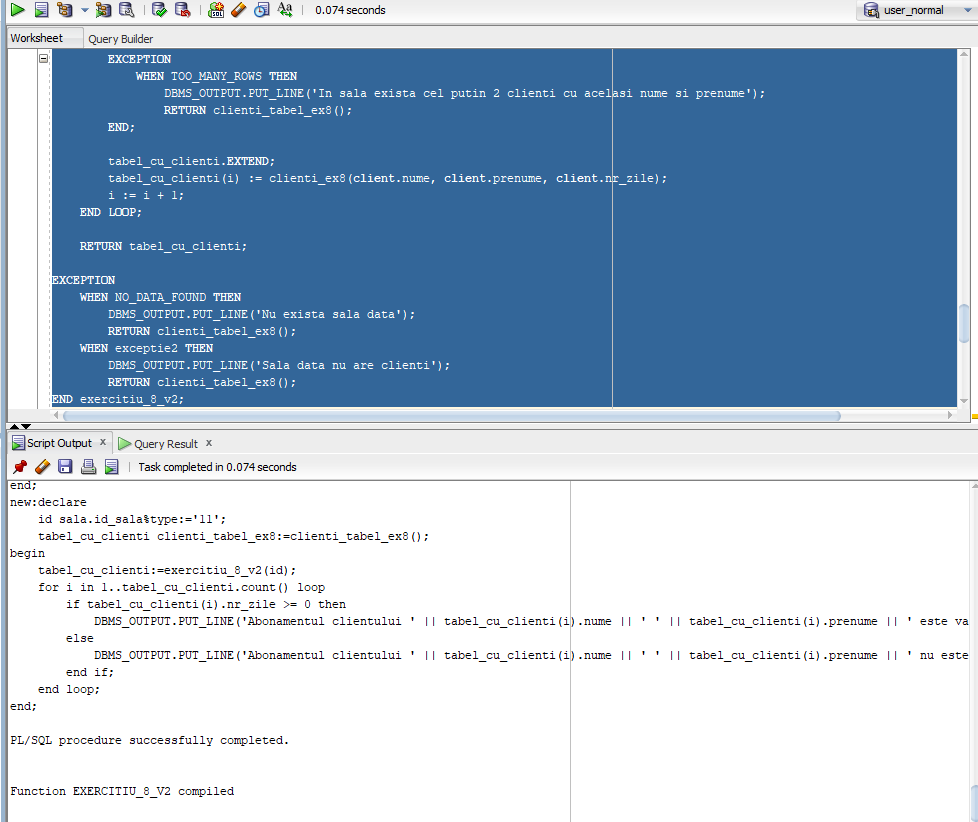 0.074 seconds
user_normal
Worksheet Query Builder
EXCEPTION
WHEN TOO_MANY_ROWS THEN
DBMS_OUTPUT.PUT_LINE('In sala exista cel putin 2 clienti cu acelasi nume si prenume');
RETURN clienti_tabel_ex8();
END;
tabel_cu_clienti.EXTEND;
tabel_cu_clienti(i) := clienti_ex8(client.nume, client.prenume, client.nr_zile);
i := i + 1;
END LOOP;
RETURN tabel_cu_clienti;
EXCEPTION
WHEN NO_DATA_FOUND THEN
DBMS_OUTPUT.PUT_LINE('Nu exista sala data');
RETURN clienti_tabel_ex8();
WHEN exceptie2 THEN
DBMS_OUTPUT.PUT_LINE('Sala data nu are clienti');
RETURN clienti_tabel_ex8();
END exercitiu_8_v2;
Script Output x Query Result x
Task completed in 0.074 seconds
end;
new:declare
id sala.id_sala%type:='11';
tabel_cu_clienti clienti_tabel_ex8:=clienti_tabel_ex8();
begin
tabel_cu_clienti:=exercitiu_8_v2(id);
for i in 1..tabel_cu_clienti.count() loop
if tabel_cu_clienti(i).nr_zile >= 0 then
DBMS_OUTPUT.PUT_LINE('Abonamentul clientului ' || tabel_cu_clienti(i).nume || ' ' || tabel_cu_clienti(i).prenume || ' este va
else
DBMS_OUTPUT.PUT_LINE('Abonamentul clientului ' || tabel_cu_clienti(i).nume || ' ' || tabel_cu_clienti(i).prenume || ' nu este
end if;
end loop;
end;
PL/SQL procedure successfully completed.
Function EXERCITIU_8_V2 compiled